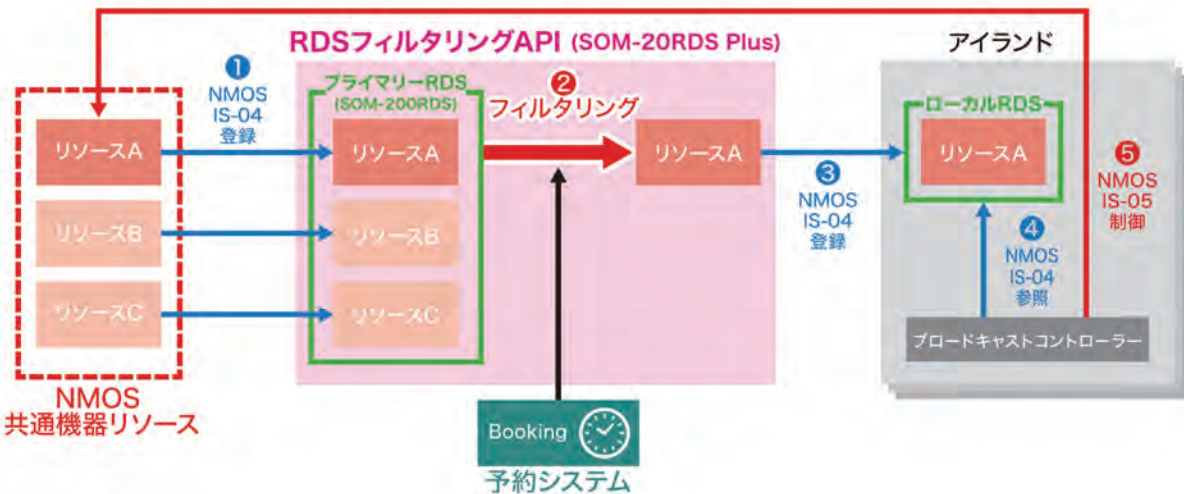 RDSフィルタリングAPI (SOM-20RDS Plus)
アイランド
❶
NMOS
IS-04
登録
プライマリーRDS
(SOM-200RDS)
❷
フィルタリング
ローカルRDS
リソースA
リソースA
リソースA
リソースA
❸
NMOS
IS-04
登録
❺
NMOS
IS-05
制御
リソースB
リソースB
❹
NMOS
IS-04
参照
リソースC
リソースC
ブロードキャストコントローラー
NMOS
共通機器リソース
Booking
予約システム